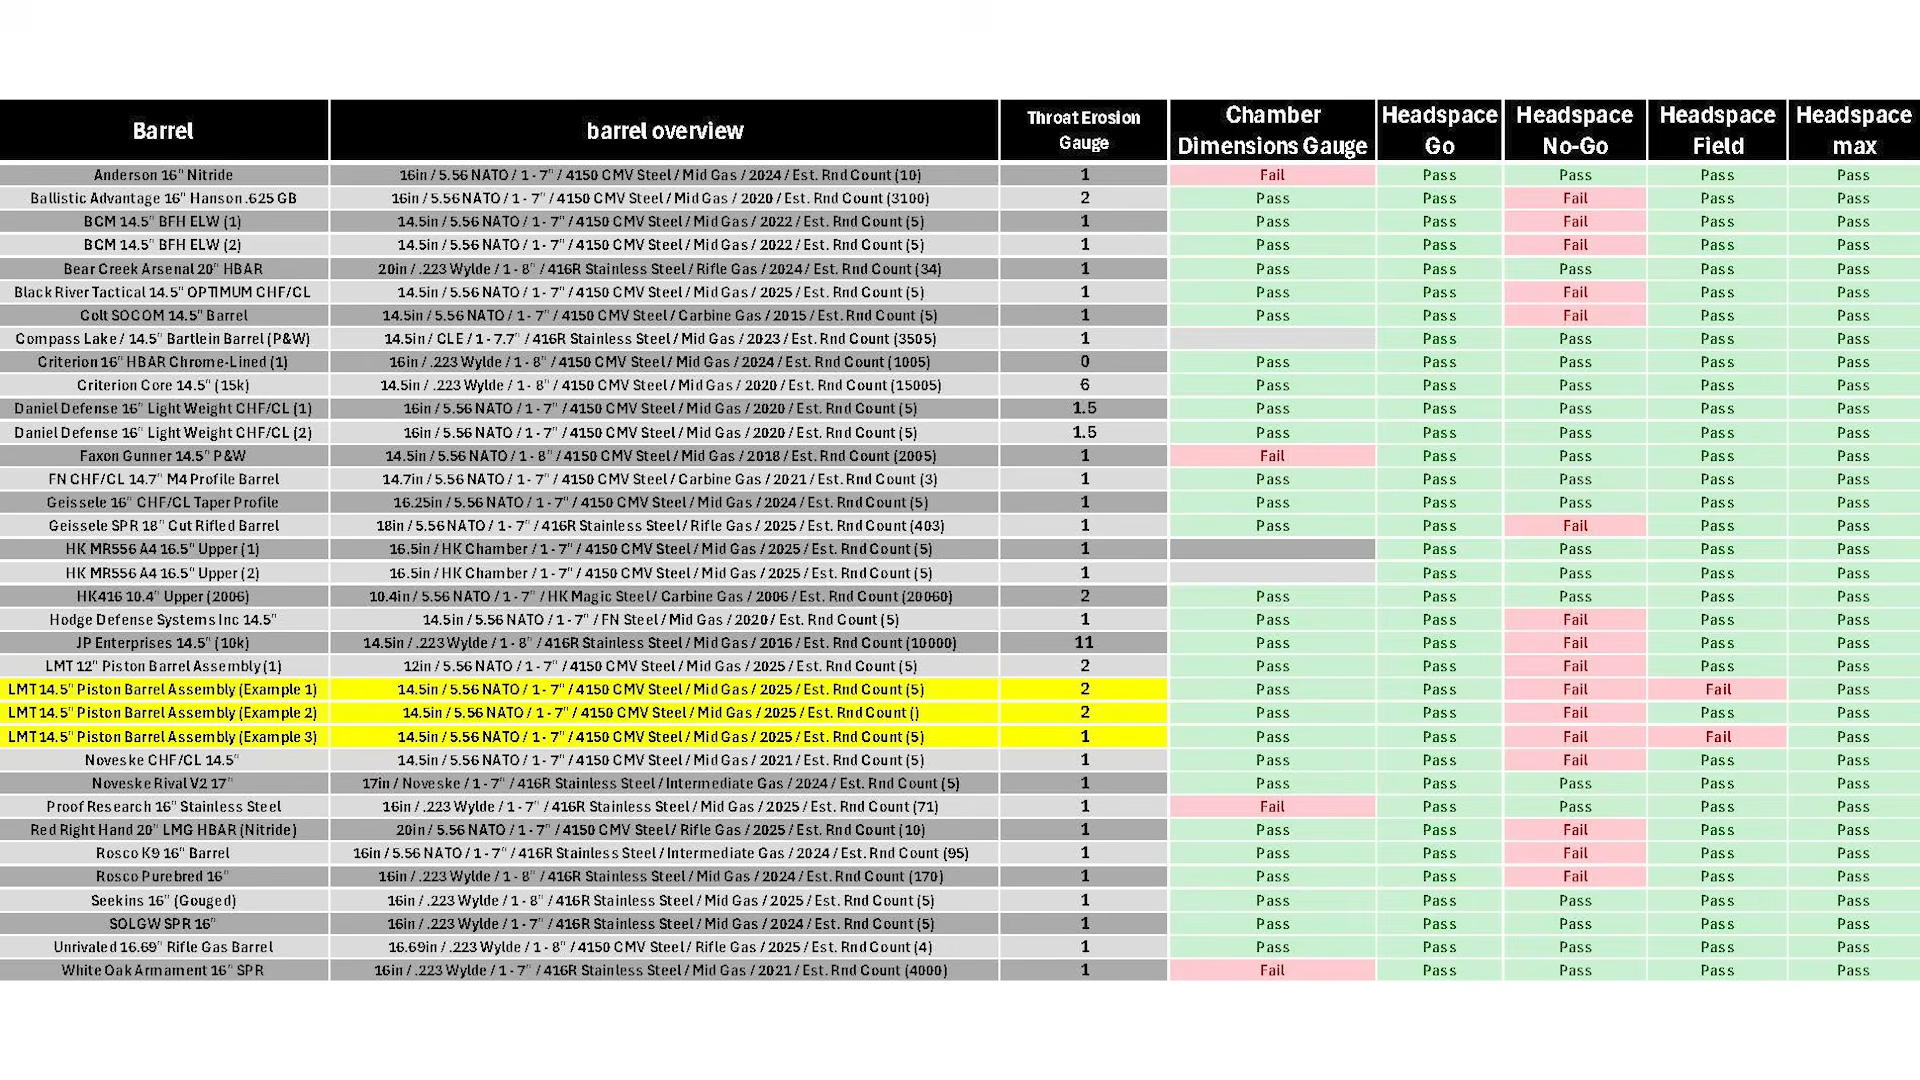 Barrel barrel overview Throat Erosion Gauge Chamber Dimensions Gauge Headspace Go Headspace No-Go Headspace Field Headspace max
Anderson 16" Nitride 16in / 5.56 NATO / 1 - 7" / 4150 CMV Steel / Mid Gas / 2024 / Est. Rnd Count (10) 1 Fail Pass Pass Pass Pass
Ballistic Advantage 16" Hanson .625 GB 16in / 5.56 NATO / 1 - 7" / 4150 CMV Steel / Mid Gas / 2020 / Est. Rnd Count (3100) 2 Pass Pass Fail Pass Pass
BCM 14.5" BFH ELW (1) 14.5in / 5.56 NATO / 1 - 7" / 4150 CMV Steel / Mid Gas / 2022 / Est. Rnd Count (5) 1 Pass Pass Fail Pass Pass
BCM 14.5" BFH ELW (2) 14.5in / 5.56 NATO / 1 - 7" / 4150 CMV Steel / Mid Gas / 2022 / Est. Rnd Count (5) 1 Pass Pass Fail Pass Pass
Bear Creek Arsenal 20" HBAR 20in / .223 Wylde / 1 - 8" / 416R Stainless Steel / Rifle Gas / 2024 / Est. Rnd Count (34) 1 Pass Pass Pass Pass Pass
Black River Tactical 14.5" OPTIMUM CHF/CL 14.5in / 5.56 NATO / 1 - 7" / 4150 CMV Steel / Mid Gas / 2025 / Est. Rnd Count (5) 1 Pass Pass Fail Pass Pass
Colt SOCOM 14.5" Barrel 14.5in / 5.56 NATO / 1 - 7" / 4150 CMV Steel / Carbine Gas / 2015 / Est. Rnd Count (5) 1 Pass Pass Fail Pass Pass
Compass Lake / 14.5" Bartlein Barrel (P&W) 14.5in / CLE / 1 - 7.7" / 416R Stainless Steel / Mid Gas / 2023 / Est. Rnd Count (3505) 1 Pass Pass Pass Pass
Criterion 16" HBAR Chrome-Lined (1) 16in / .223 Wylde / 1 - 8" / 4150 CMV Steel / Mid Gas / 2024 / Est. Rnd Count (1005) 0 Pass Pass Pass Pass Pass
Criterion Core 14.5" (15k) 14.5in / .223 Wylde / 1 - 8" / 4150 CMV Steel / Mid Gas / 2020 / Est. Rnd Count (15005) 6 Pass Pass Pass Pass Pass
Daniel Defense 16" Light Weight CHF/CL (1) 16in / 5.56 NATO / 1 - 7" / 4150 CMV Steel / Mid Gas / 2020 / Est. Rnd Count (5) 1.5 Pass Pass Pass Pass Pass
Daniel Defense 16" Light Weight CHF/CL (2) 16in / 5.56 NATO / 1 - 7" / 4150 CMV Steel / Mid Gas / 2020 / Est. Rnd Count (5) 1.5 Pass Pass Pass Pass Pass
Faxon Gunner 14.5" P&W 14.5in / 5.56 NATO / 1 - 8" / 4150 CMV Steel / Mid Gas / 2018 / Est. Rnd Count (2005) 1 Fail Pass Pass Pass Pass
FN CHF/CL 14.7" M4 Profile Barrel 14.7in / 5.56 NATO / 1 - 7" / 4150 CMV Steel / Carbine Gas / 2021 / Est. Rnd Count (3) 1 Pass Pass Pass Pass Pass
Geissele 16" CHF/CL Taper Profile 16.25in / 5.56 NATO / 1 - 7" / 4150 CMV Steel / Mid Gas / 2024 / Est. Rnd Count (5) 1 Pass Pass Pass Pass Pass
Geissele SPR 18" Cut Rifled Barrel 18in / 5.56 NATO / 1 - 7" / 416R Stainless Steel / Rifle Gas / 2025 / Est. Rnd Count (403) 1 Pass Pass Fail Pass Pass
HK MR556 A4 16.5" Upper (1) 16.5in / HK Chamber / 1 - 7" / 4150 CMV Steel / Mid Gas / 2025 / Est. Rnd Count (5) 1 Pass Pass Pass Pass
HK MR556 A4 16.5" Upper (2) 16.5in / HK Chamber / 1 - 7" / 4150 CMV Steel / Mid Gas / 2025 / Est. Rnd Count (5) 1 Pass Pass Pass Pass
HK416 10.4" Upper (2006) 10.4in / 5.56 NATO / 1 - 7" / HK Magic Steel / Carbine Gas / 2006 / Est. Rnd Count (20060) 2 Pass Pass Pass Pass Pass
Hodge Defense Systems Inc 14.5" 14.5in / 5.56 NATO / 1 - 7" / FN Steel / Mid Gas / 2020 / Est. Rnd Count (5) 1 Pass Pass Fail Pass Pass
JP Enterprises 14.5" (10k) 14.5in / .223 Wylde / 1 - 8" / 416R Stainless Steel / Mid Gas / 2016 / Est. Rnd Count (10000) 11 Pass Pass Fail Pass Pass
LMT 12" Piston Barrel Assembly (1) 12in / 5.56 NATO / 1 - 7" / 4150 CMV Steel / Mid Gas / 2025 / Est. Rnd Count (5) 2 Pass Pass Fail Pass Pass
LMT 14.5" Piston Barrel Assembly (Example 1) 14.5in / 5.56 NATO / 1 - 7" / 4150 CMV Steel / Mid Gas / 2025 / Est. Rnd Count (5) 2 Pass Pass Fail Fail Pass
LMT 14.5" Piston Barrel Assembly (Example 2) 14.5in / 5.56 NATO / 1 - 7" / 4150 CMV Steel / Mid Gas / 2025 / Est. Rnd Count () 2 Pass Pass Fail Pass Pass
LMT 14.5" Piston Barrel Assembly (Example 3) 14.5in / 5.56 NATO / 1 - 7" / 4150 CMV Steel / Mid Gas / 2025 / Est. Rnd Count (5) 1 Pass Pass Fail Fail Pass
Noveske CHF/CL 14.5" 14.5in / 5.56 NATO / 1 - 7" / 4150 CMV Steel / Mid Gas / 2021 / Est. Rnd Count (5) 1 Pass Pass Fail Pass Pass
Noveske Rival V2 17" 17in / Noveske / 1 - 7" / 416R Stainless Steel / Intermediate Gas / 2024 / Est. Rnd Count (5) 1 Pass Pass Pass Pass Pass
Proof Research 16" Stainless Steel 16in / .223 Wylde / 1 - 7" / 416R Stainless Steel / Mid Gas / 2025 / Est. Rnd Count (71) 1 Fail Pass Pass Pass Pass
Red Right Hand 20" LMG HBAR (Nitride) 20in / 5.56 NATO / 1 - 7" / 4150 CMV Steel / Rifle Gas / 2025 / Est. Rnd Count (10) 1 Pass Pass Fail Pass Pass
Rosco K9 16" Barrel 16in / 5.56 NATO / 1 - 7" / 416R Stainless Steel / Intermediate Gas / 2024 / Est. Rnd Count (95) 1 Pass Pass Fail Pass Pass
Rosco Purebred 16" 16in / .223 Wylde / 1 - 8" / 416R Stainless Steel / Mid Gas / 2024 / Est. Rnd Count (170) 1 Pass Pass Fail Pass Pass
Seekins 16" (Gouged) 16in / .223 Wylde / 1 - 8" / 416R Stainless Steel / Mid Gas / 2025 / Est. Rnd Count (5) 1 Pass Pass Pass Pass Pass
SOLGW SPR 16" 16in / .223 Wylde / 1 - 7" / 416R Stainless Steel / Mid Gas / 2024 / Est. Rnd Count (5) 1 Pass Pass Pass Pass Pass
Unrivaled 16.69" Rifle Gas Barrel 16.69in / .223 Wylde / 1 - 8" / 4150 CMV Steel / Rifle Gas / 2025 / Est. Rnd Count (4) 1 Pass Pass Pass Pass Pass
White Oak Armament 16" SPR 16in / .223 Wylde / 1 - 7" / 416R Stainless Steel / Mid Gas / 2021 / Est. Rnd Count (4000) 1 Fail Pass Pass Pass Pass